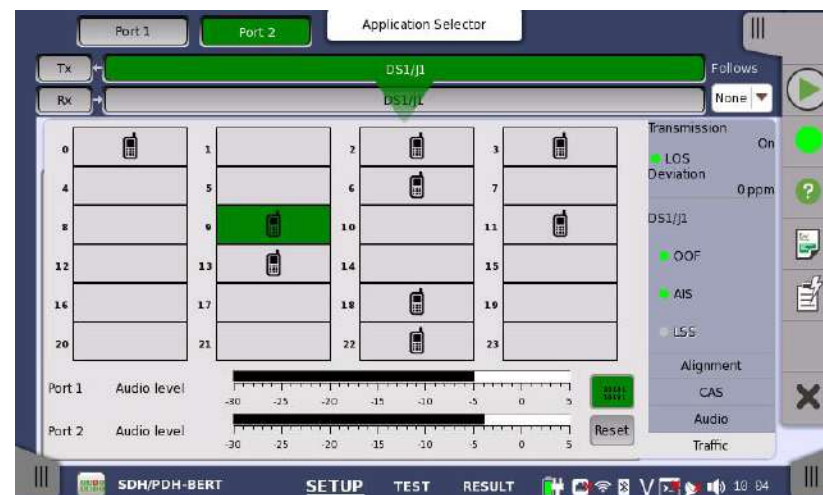 Port 1 Port 2 Application Selector
Tx DS1/J1 Follows
Rx DS1/J1 None
Transmission
On
LOS
Deviation
0 ppm
DS1/J1
OOF
AIS
LSS
0 1 2 3
4 5 6 7
8 9 10 11
12 13 14 15
16 17 18 19
20 21 22 23
Alignment
CAS
Audio
Traffic
Port 1 Audio level
-30 -25 -20 -15 -10 -5 0 5
Port 2 Audio level
-30 -25 -20 -15 -10 -5 0 5
Reset
SDH/PDH-BERT SETUP TEST RESULT 10 04